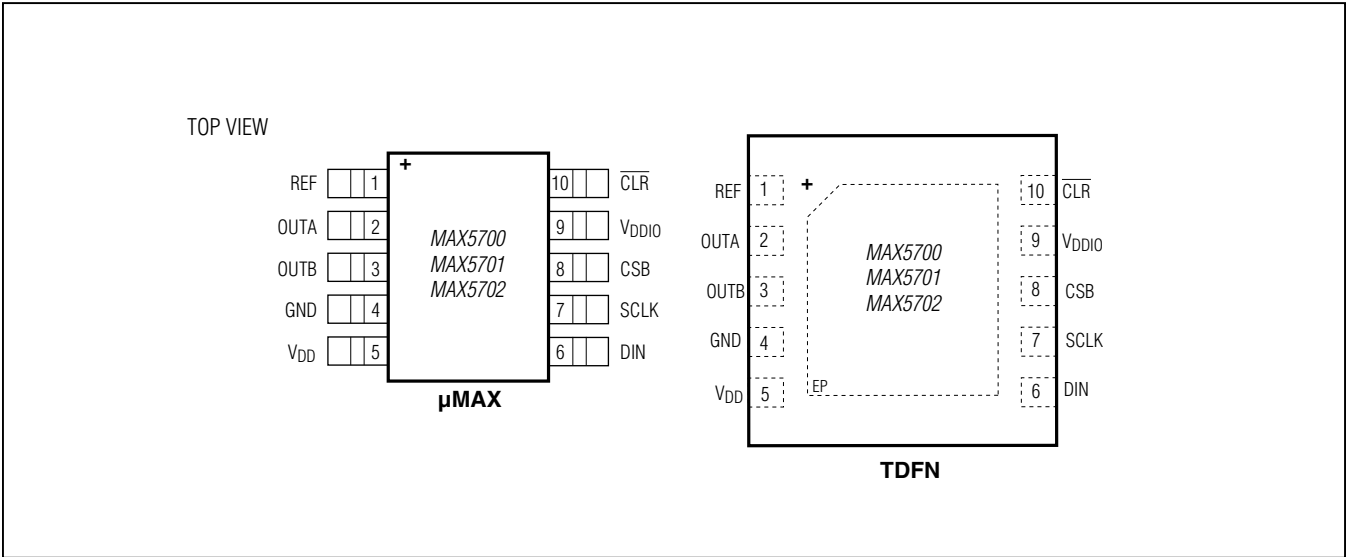 TOP VIEW
+
REF 1 10 C̅L̅R̅
OUTA 2 9 VDDIO
OUTB 3 8 CSB
GND 4 7 SCLK
VDD 5 6 DIN
MAX5700
MAX5701
MAX5702
µMAX
+
REF 1 10 C̅L̅R̅
OUTA 2 9 VDDIO
OUTB 3 8 CSB
GND 4 7 SCLK
VDD 5 6 DIN
MAX5700
MAX5701
MAX5702
EP
TDFN